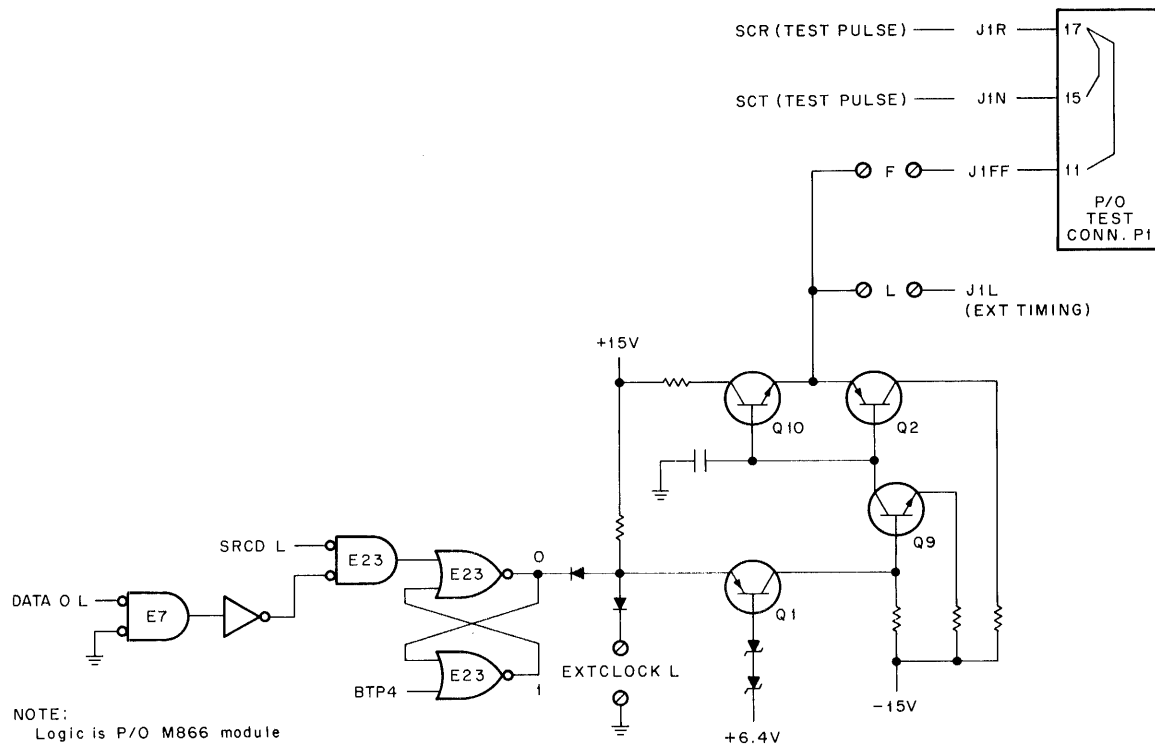 SCR (TEST PULSE)
J1R
17
SCT (TEST PULSE)
J1N
15
F
J1FF
11
P/O
TEST
CONN. P1
L
J1L
(EXT TIMING)
+15V
Q10
Q2
Q9
SRCD L
E23
E23
0
DATA 0 L
E7
Q1
E23
1
BTP4
EXTCLOCK L
-15V
+6.4V
NOTE:
Logic is P/O M866 module